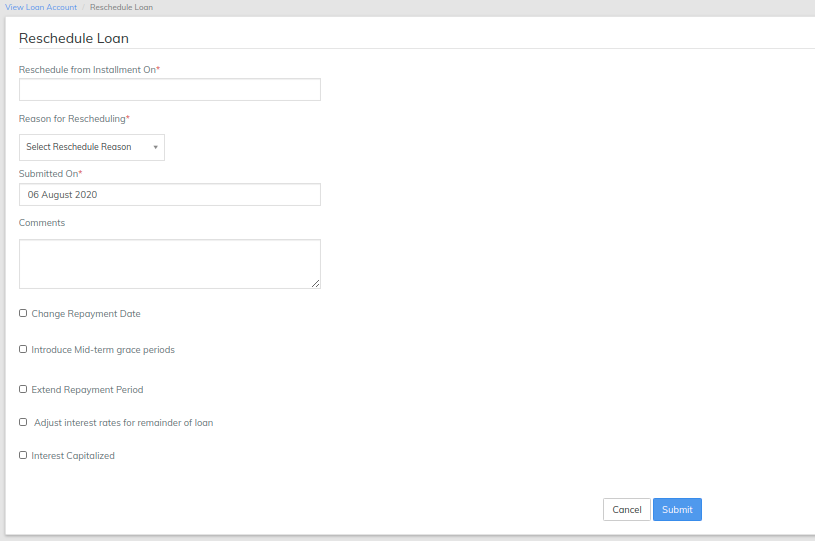 View Loan Account / Reschedule Loan
Reschedule Loan
Reschedule from Installment On*
Reason for Rescheduling*
Select Reschedule Reason
Submitted On*
06 August 2020
Comments
Change Repayment Date
Introduce Mid-term grace periods
Extend Repayment Period
Adjust interest rates for remainder of loan
Interest Capitalized
Cancel Submit